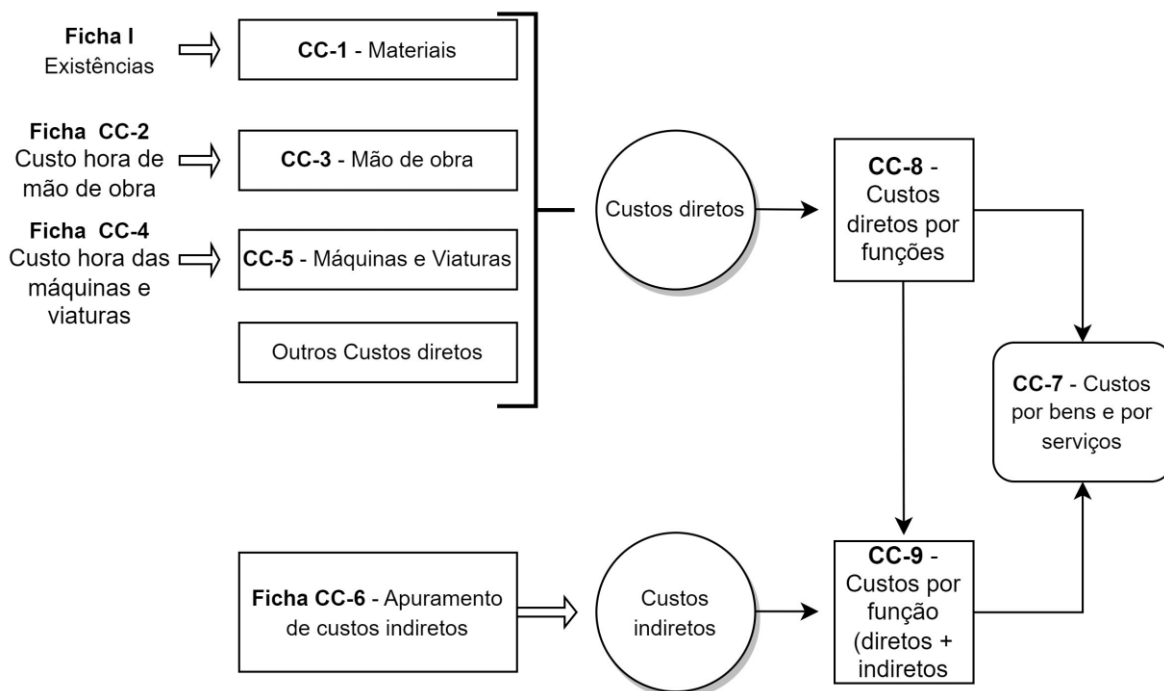 Ficha I
Existências
CC-1 - Materiais
Ficha CC-2
Custo hora de
mão de obra
CC-3 - Mão de obra
Ficha CC-4
Custo hora das
máquinas e
viaturas
CC-5 - Máquinas e Viaturas
Outros Custos diretos
Custos diretos
CC-8 -
Custos
diretos por
funções
CC-7 - Custos
por bens e por
serviços
Ficha CC-6 - Apuramento
de custos indiretos
Custos
indiretos
CC-9 -
Custos por
função
(diretos +
indiretos